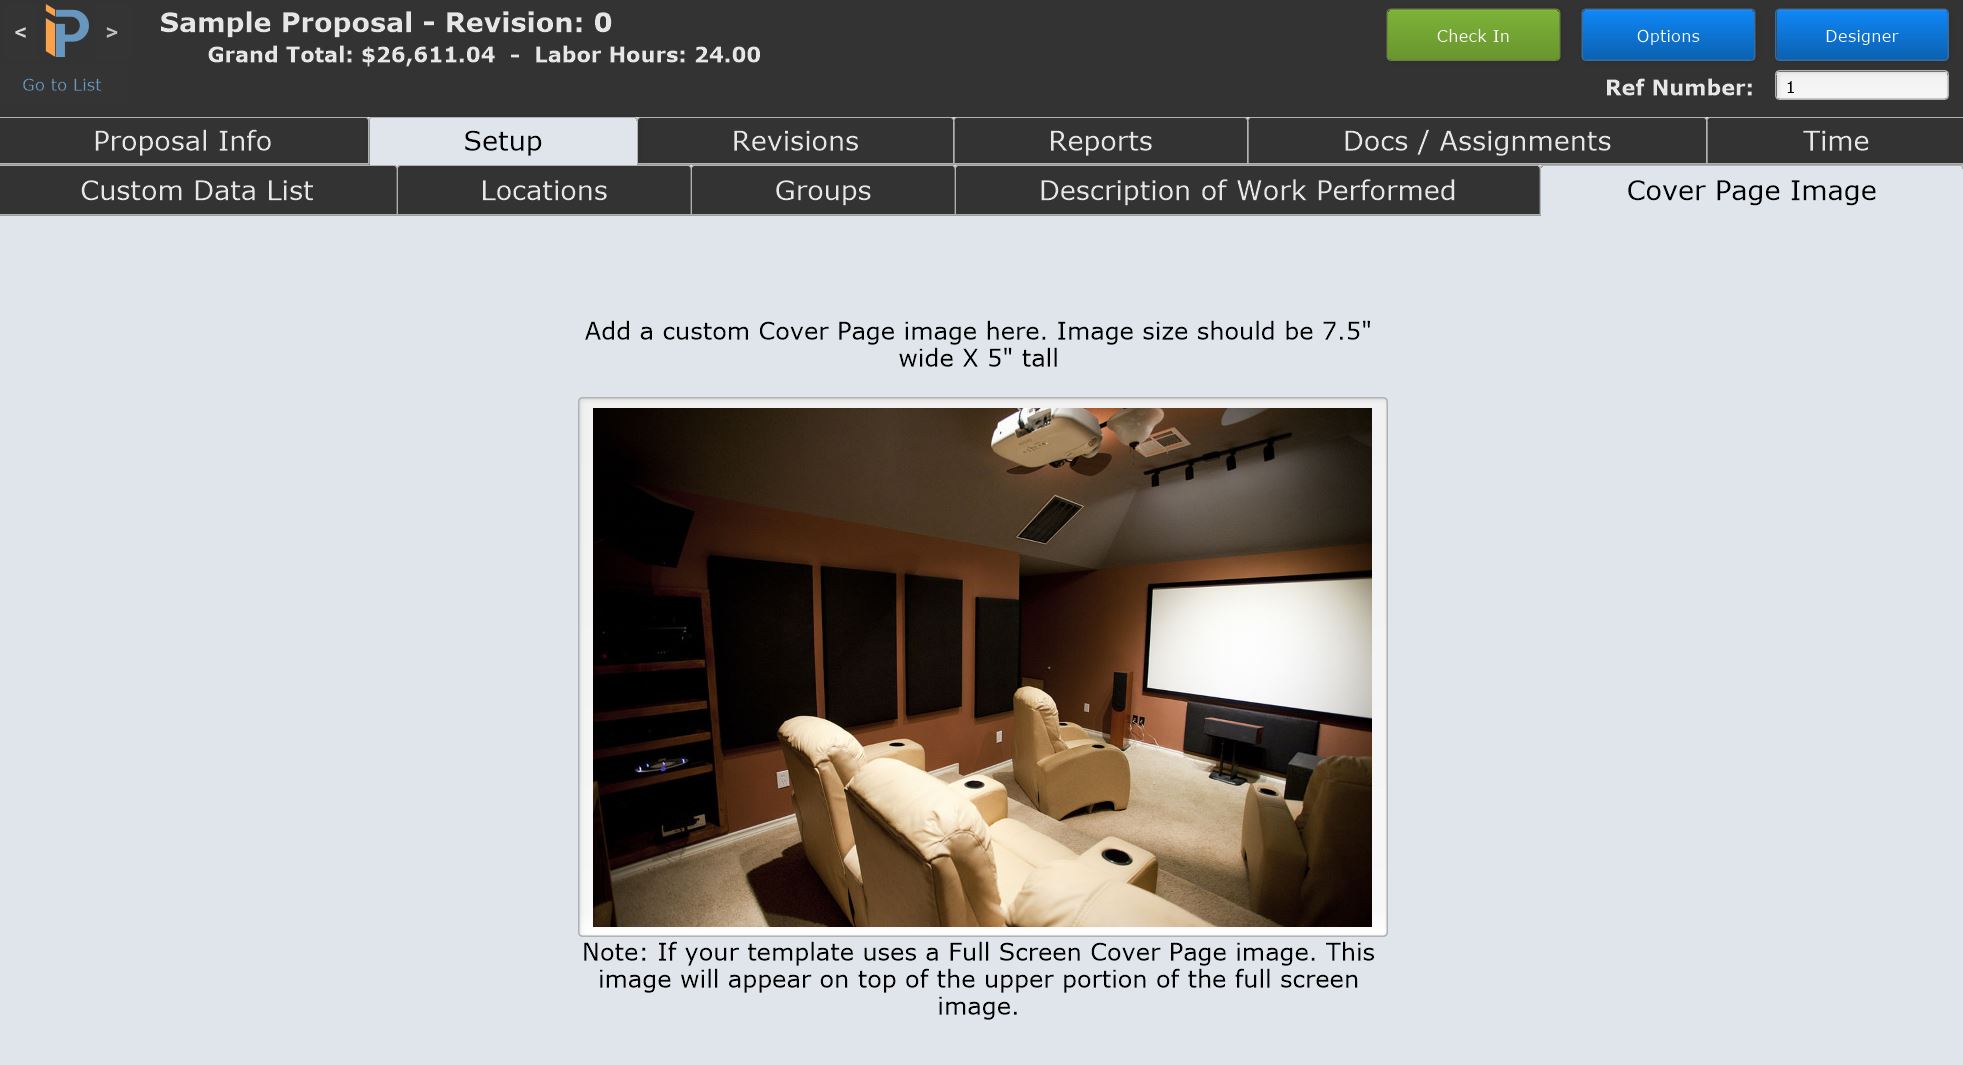 Sample Proposal - Revision: 0
Grand Total: $26,611.04 - Labor Hours: 24.00
< iP >
Go to List
Check In
Options
Designer
Ref Number: 1
Proposal Info
Setup
Revisions
Reports
Docs / Assignments
Time
Custom Data List
Locations
Groups
Description of Work Performed
Cover Page Image
Add a custom Cover Page image here. Image size should be 7.5"
wide X 5" tall
Note: If your template uses a Full Screen Cover Page image. This
image will appear on top of the upper portion of the full screen
image.